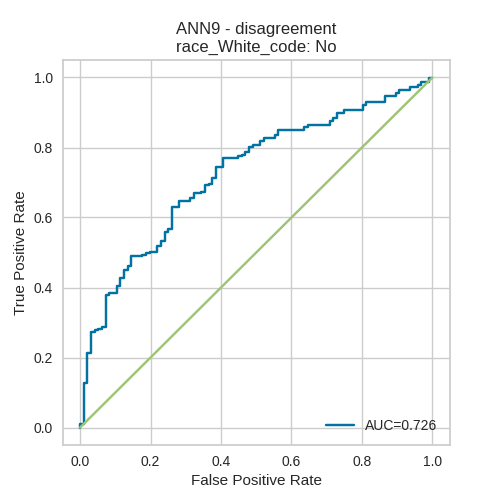 ANN9 - disagreement
race_White_code: No
1.0
0.8
0.6
0.4
0.2
0.0
True Positive Rate
AUC=0.726
0.0 0.2 0.4 0.6 0.8 1.0
False Positive Rate